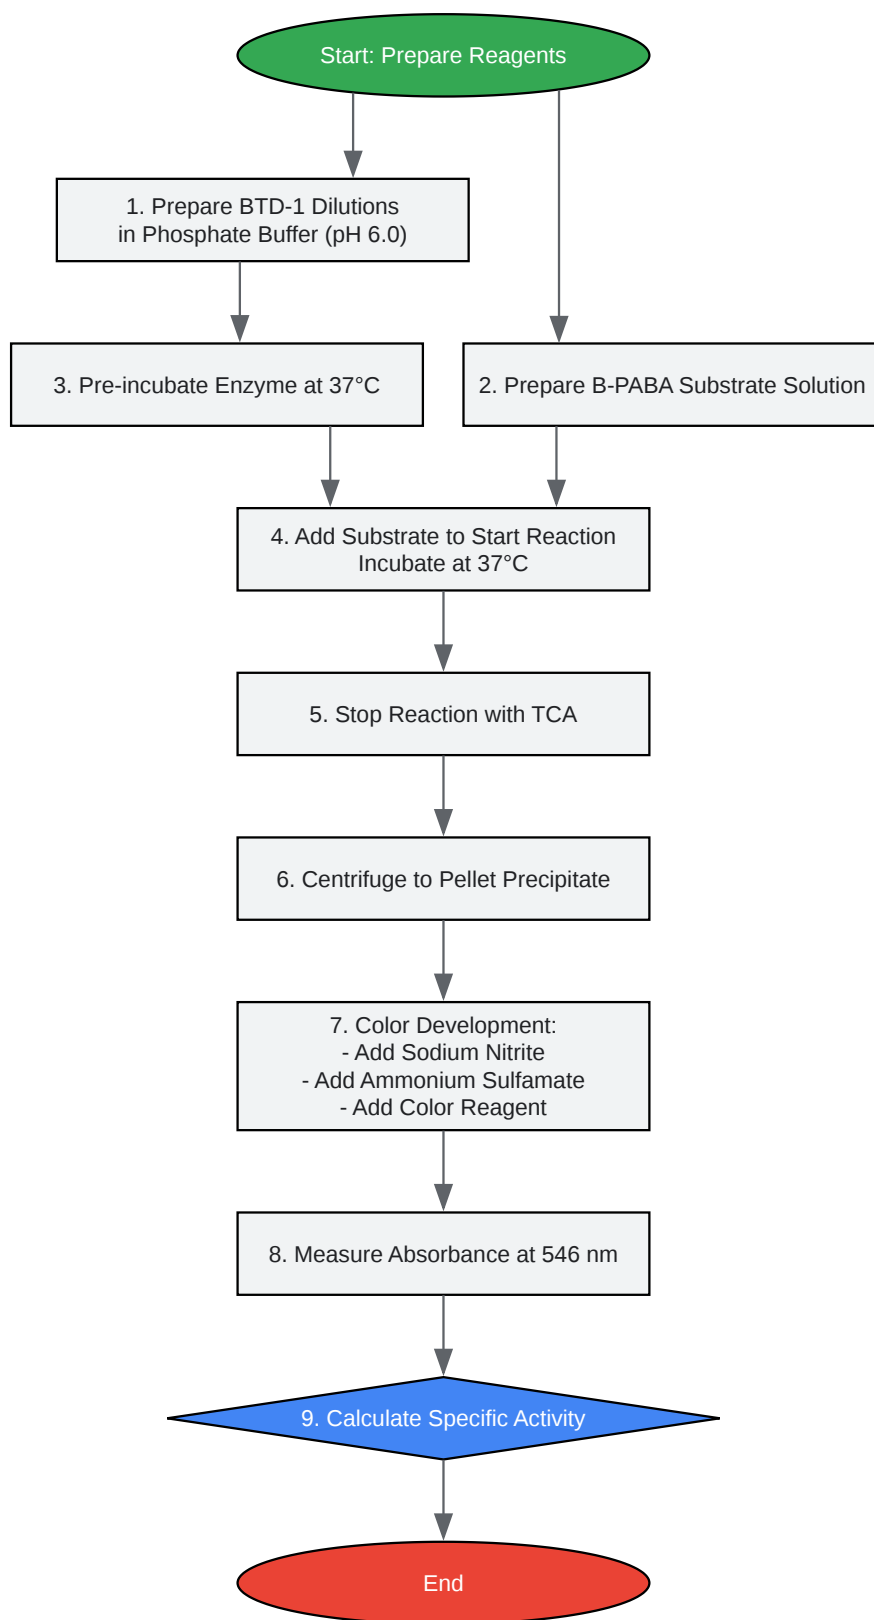 Start: Prepare Reagents
1. Prepare BTD-1 Dilutions
in Phosphate Buffer (pH 6.0)
3. Pre-incubate Enzyme at 37°C
2. Prepare B-PABA Substrate Solution
4. Add Substrate to Start Reaction
Incubate at 37°C
5. Stop Reaction with TCA
6. Centrifuge to Pellet Precipitate
7. Color Development:
- Add Sodium Nitrite
- Add Ammonium Sulfamate
- Add Color Reagent
8. Measure Absorbance at 546 nm
9. Calculate Specific Activity
End